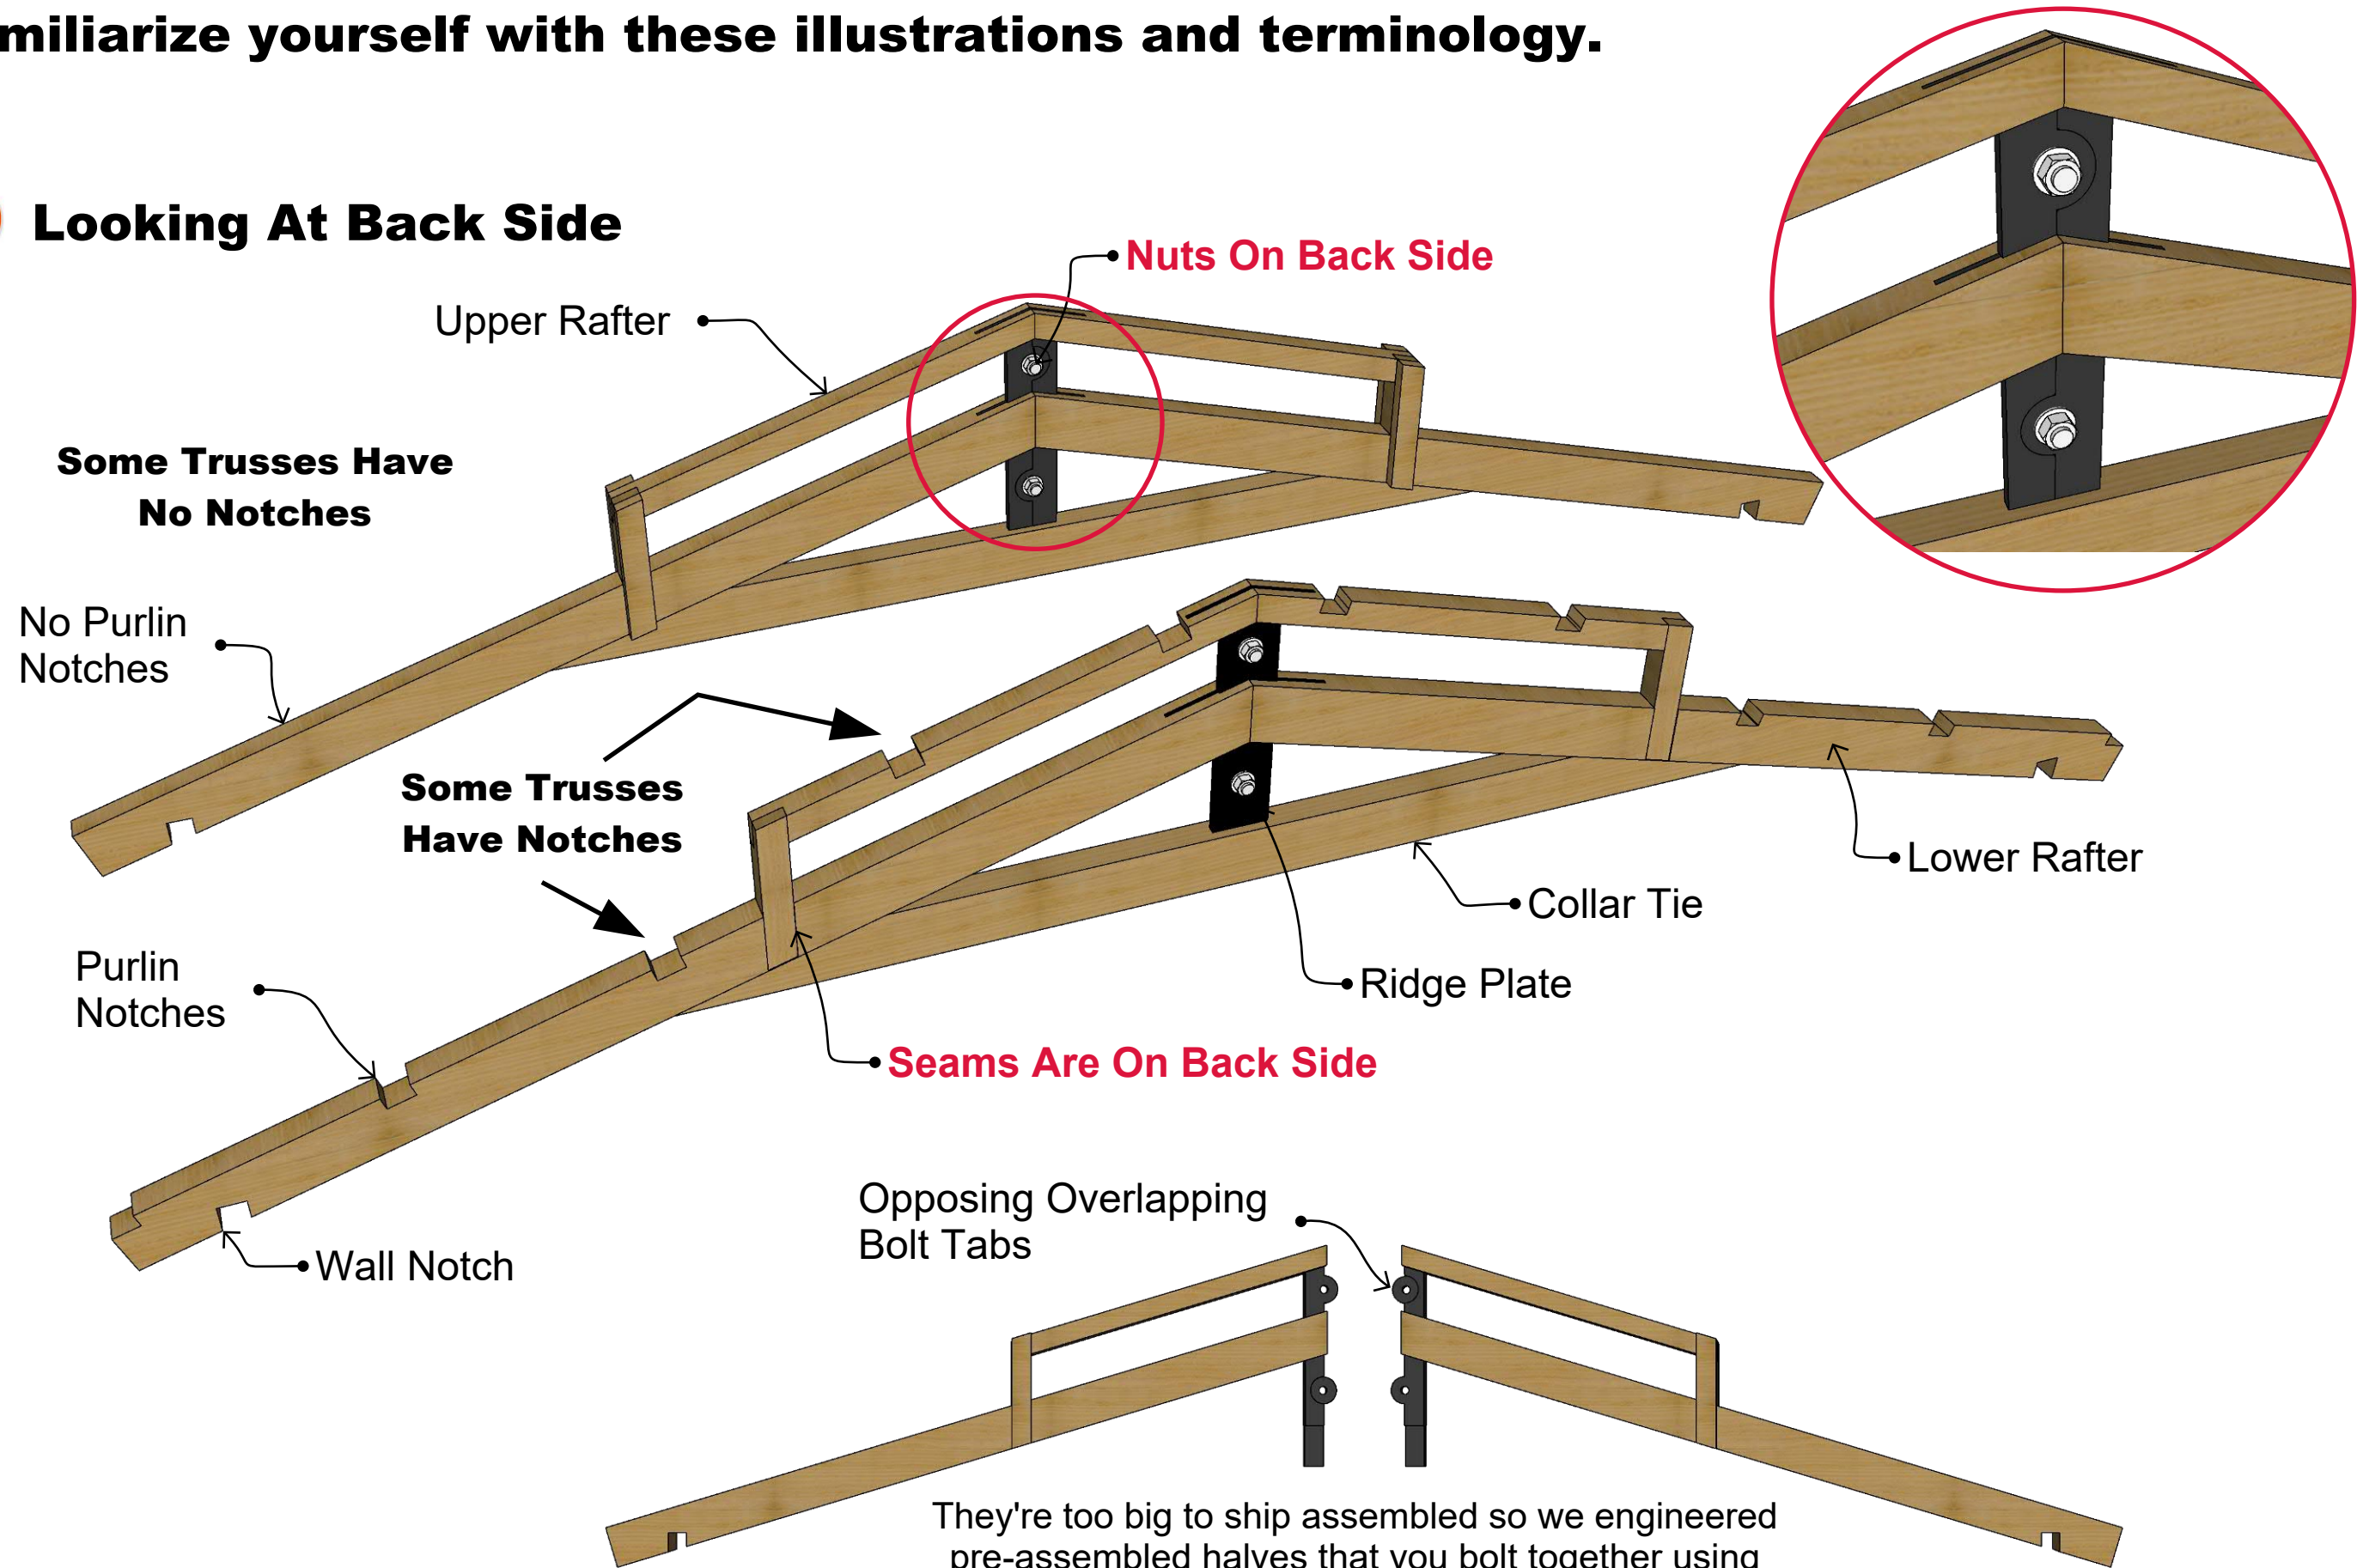 miliarize yourself with these illustrations and terminology.
Looking At Back Side
Nuts On Back Side
Upper Rafter
Some Trusses Have
No Notches
No Purlin
Notches
Some Trusses
Have Notches
Lower Rafter
Collar Tie
Purlin
Notches
Ridge Plate
Seams Are On Back Side
Opposing Overlapping
Bolt Tabs
Wall Notch
They're too big to ship assembled so we engineered
pre-assembled halves that you bolt together using